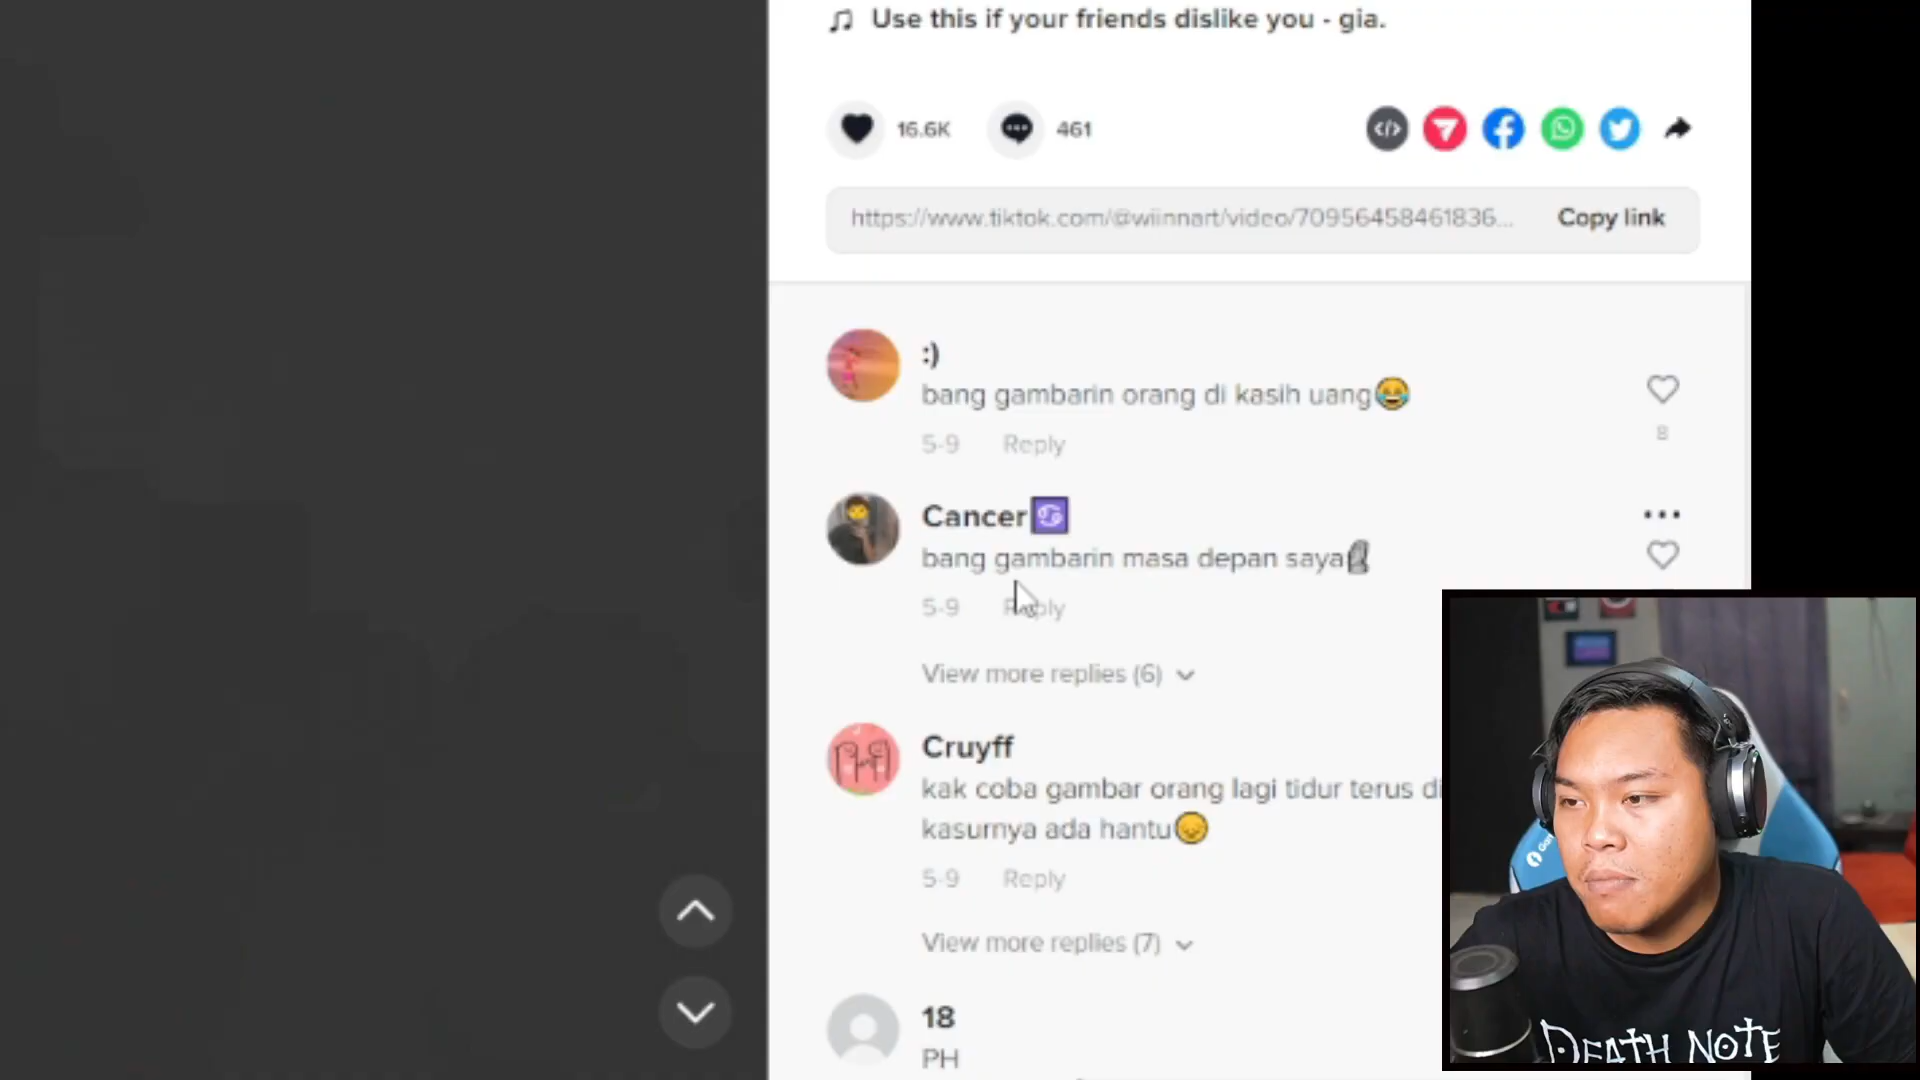 Use this if your friends dislike you - gia.
16.6K 461
https://www.tiktok.com/@wiinnart/video/70956458461836... Copy link
:)
bang gambarin orang di kasih uang😂
5-9 Reply
8
Cancer♋
bang gambarin masa depan saya🗿
5-9 Reply
View more replies (6)
Cruyff
kak coba gambar orang lagi tidur terus di
kasurnya ada hantu
5-9 Reply
View more replies (7)
18
PH
DEATH NOTE